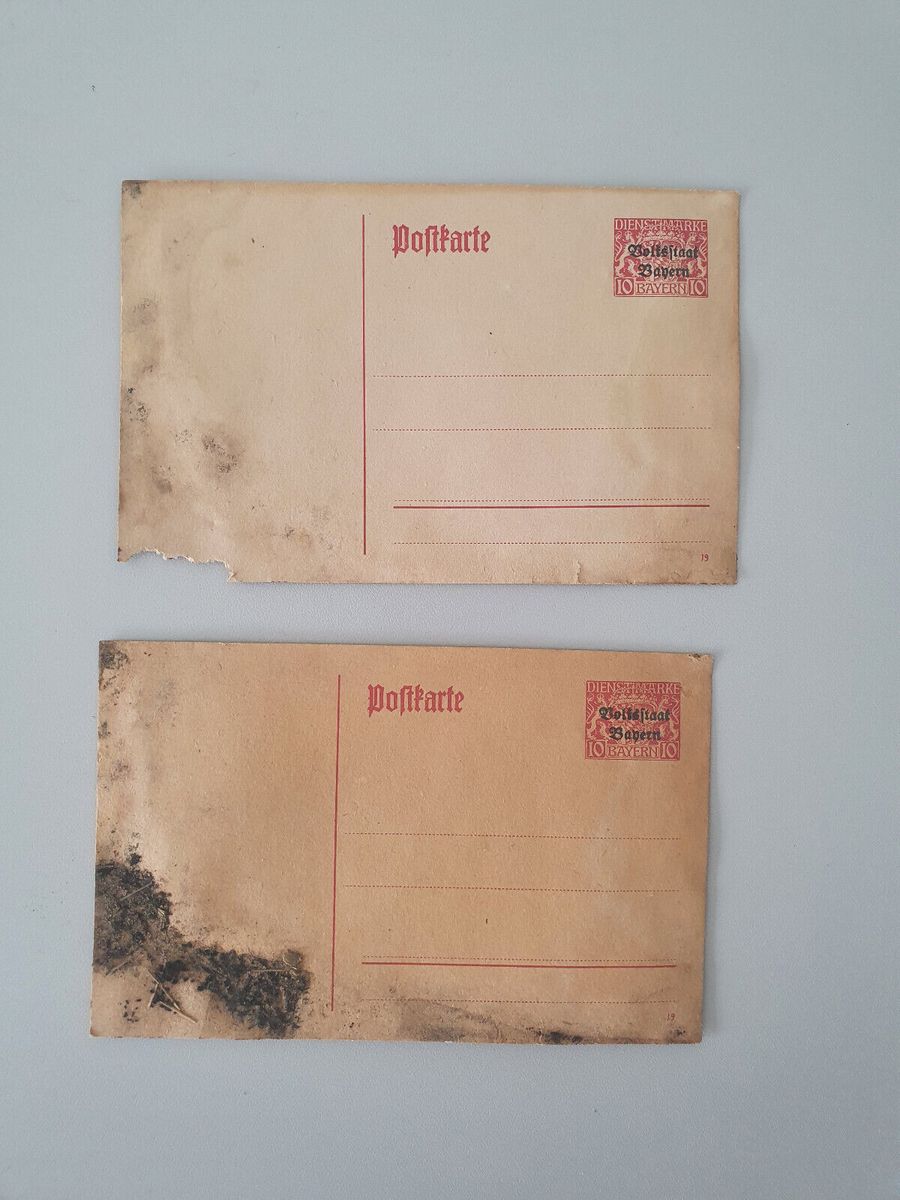 Postkarte
DIENSTMARKE
Volksstaat
Bayern
10 BAYERN 10
19
Postkarte
DIENSTMARKE
Volksstaat
Bayern
10 BAYERN 10
19